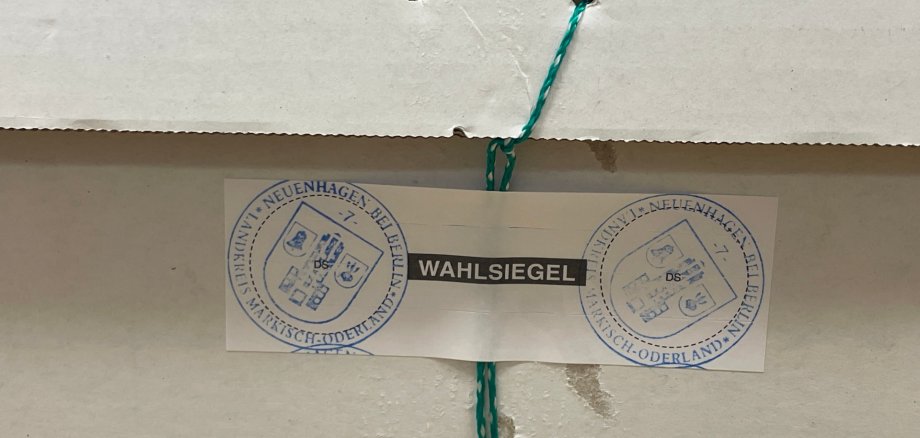 * NEUENHAGEN BEI BERLIN *
LANDKREIS MÄRKISCH-ODERLAND
-7-
DS
WAHLSIEGEL
* NEUENHAGEN BEI BERLIN *
LANDKREIS MÄRKISCH-ODERLAND
-7-
DS